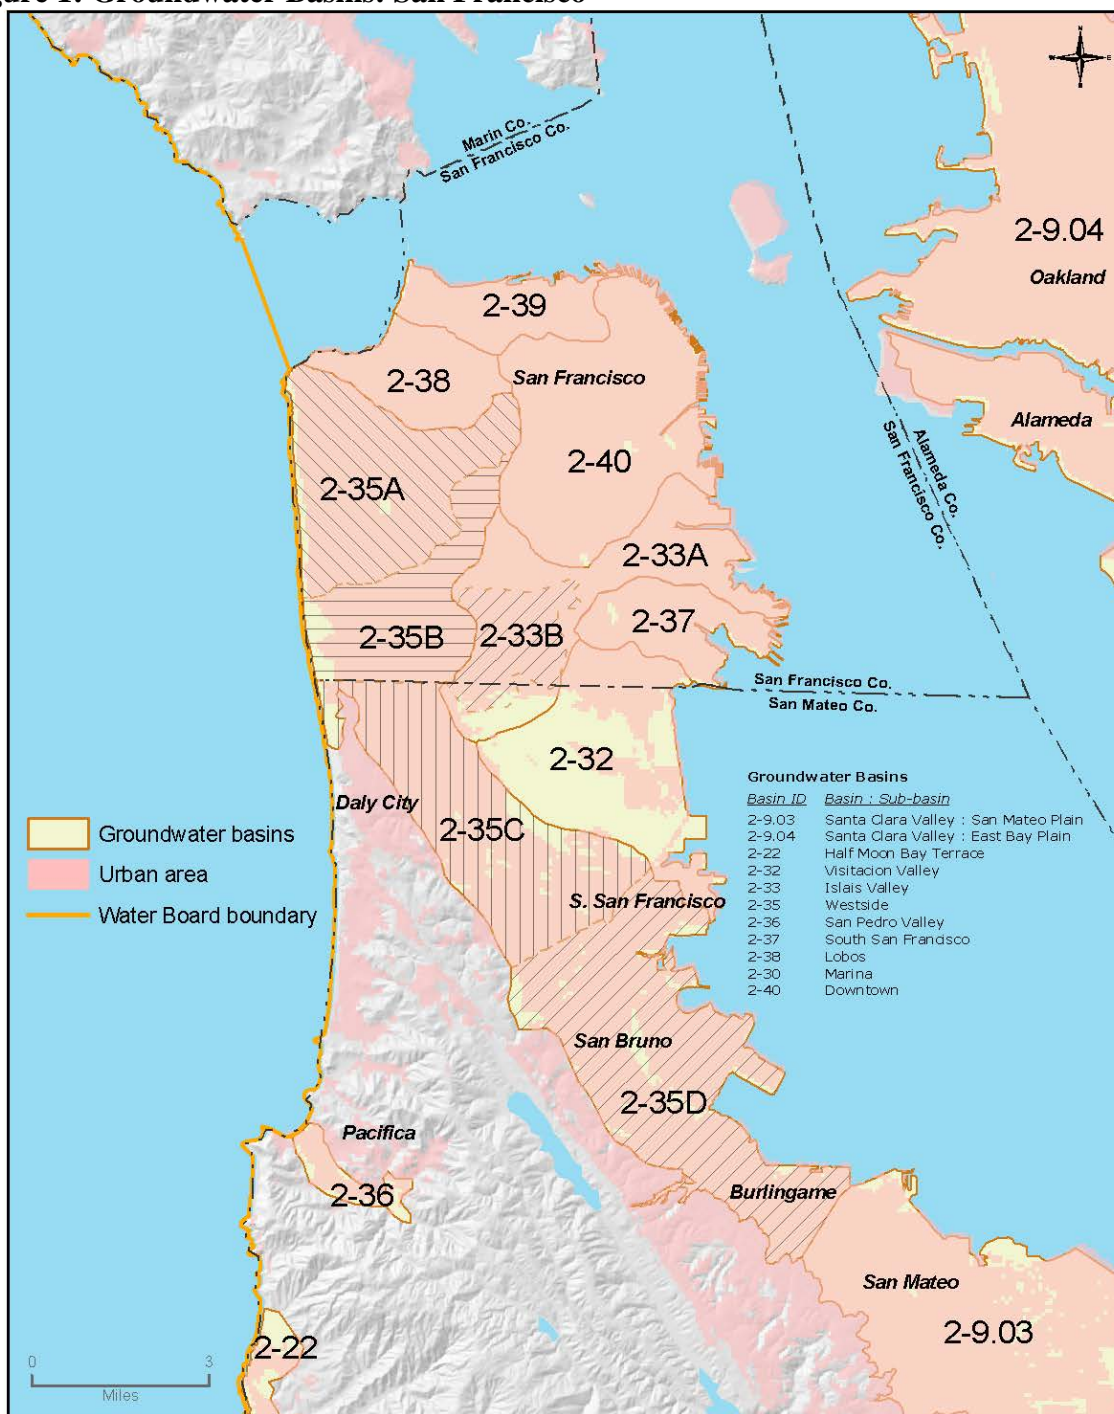 gure 1: Groundwater Basins: San Francisco
N
W E
S
Marin Co.
San Francisco Co.
2-9.04
Oakland
2-39
2-38
San Francisco
Alameda
2-40
Alameda Co.
San Francisco Co.
2-35A
2-33A
2-35B
2-33B
2-37
San Francisco Co.
San Mateo Co.
2-32
Daly City
2-35C
Groundwater basins
Urban area
Water Board boundary
Groundwater Basins
Basin ID Basin : Sub-basin
2-9.03 Santa Clara Valley : San Mateo Plain
2-9.04 Santa Clara Valley : East Bay Plain
2-22 Half Moon Bay Terrace
2-32 Visitacion Valley
2-33 Islais Valley
2-35 Westside
2-36 San Pedro Valley
2-37 South San Francisco
2-38 Lobos
2-30 Marina
2-40 Downtown
S. San Francisco
San Bruno
2-35D
Pacifica
2-36
Burlingame
San Mateo
2-9.03
2-22
0 3
Miles